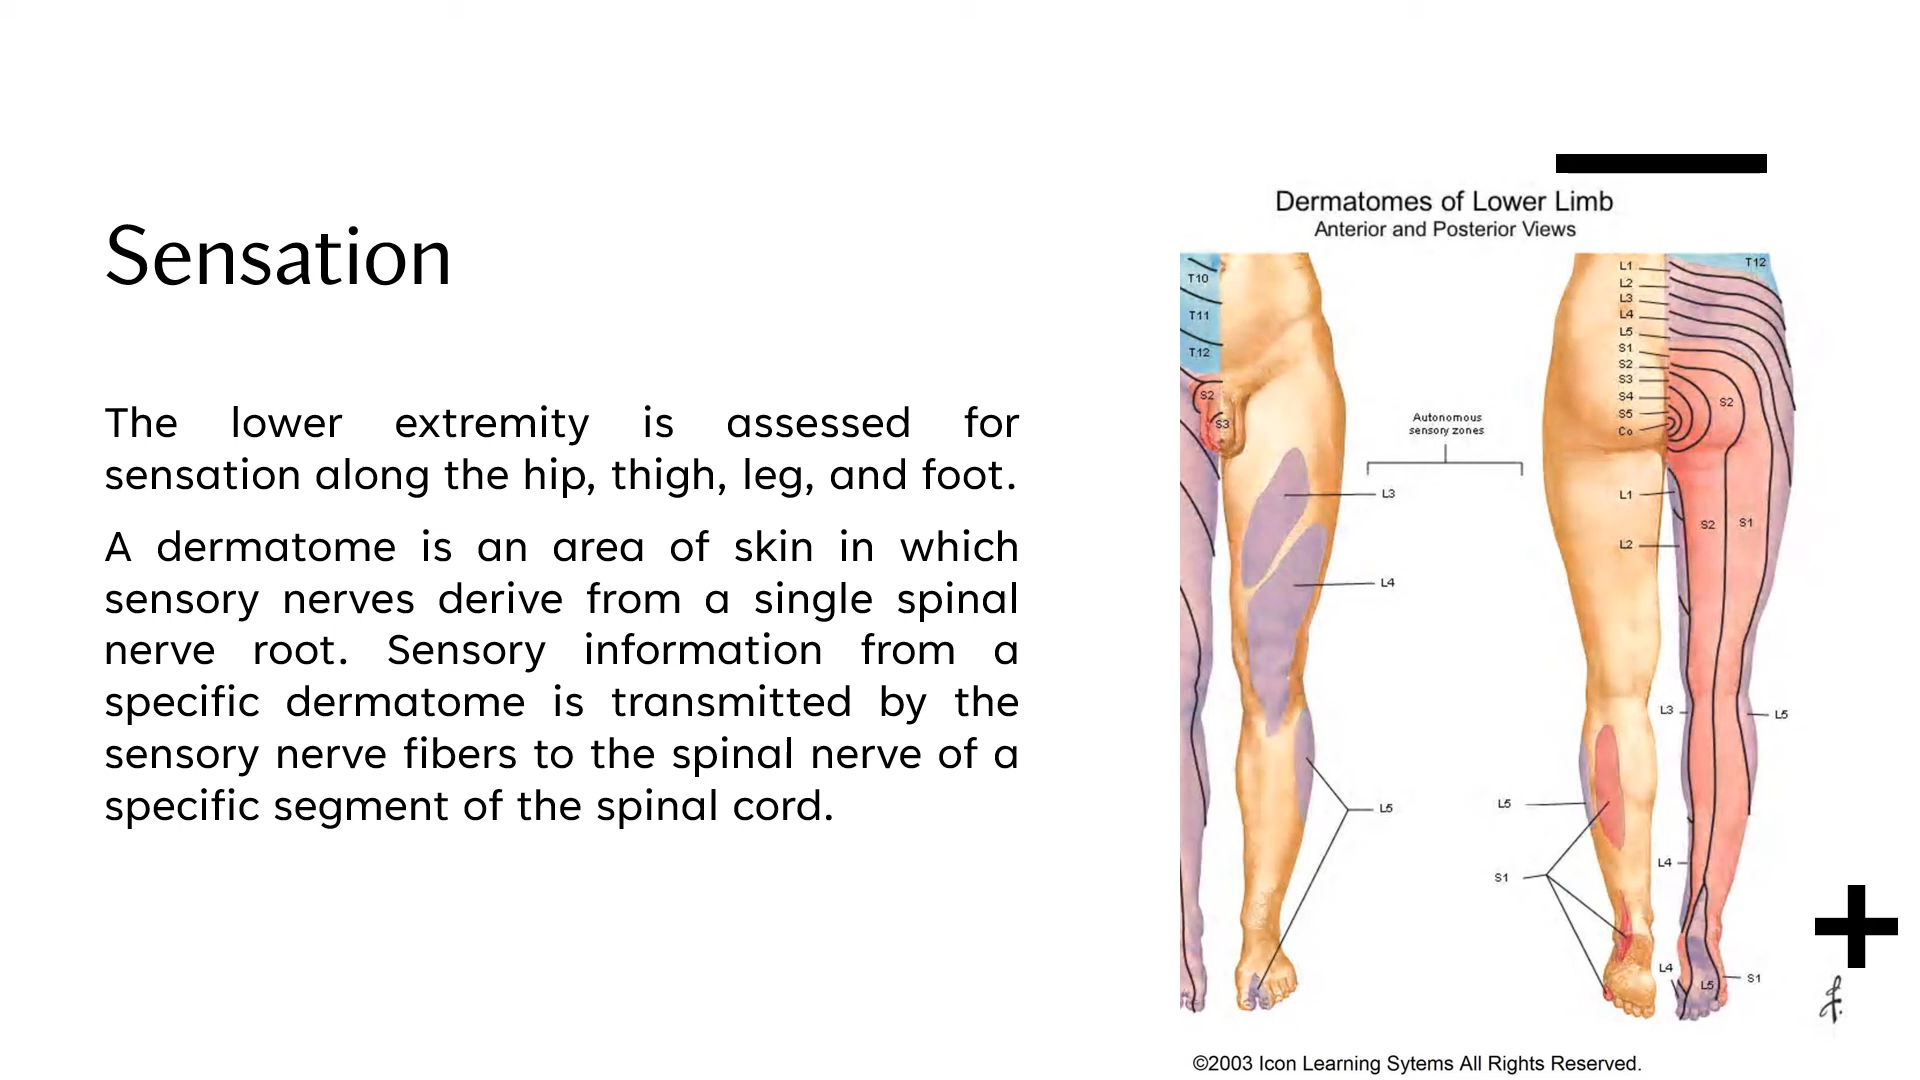 Sensation
The lower extremity is assessed for
sensation along the hip, thigh, leg, and foot.
A dermatome is an area of skin in which
sensory nerves derive from a single spinal
nerve root. Sensory information from a
specific dermatome is transmitted by the
sensory nerve fibers to the spinal nerve of a
specific segment of the spinal cord.
Dermatomes of Lower Limb
Anterior and Posterior Views
T10
T11
T12
S2
S3
Autonomous
sensory zones
L3
L4
L5
L1
L2
L3
L4
L5
S1
S2
S3
S4
S5
Co
T12
S2
L1
S2
S1
L2
L3
L5
L5
S1
L4
L4
L5
S1
©2003 Icon Learning Sytems All Rights Reserved.